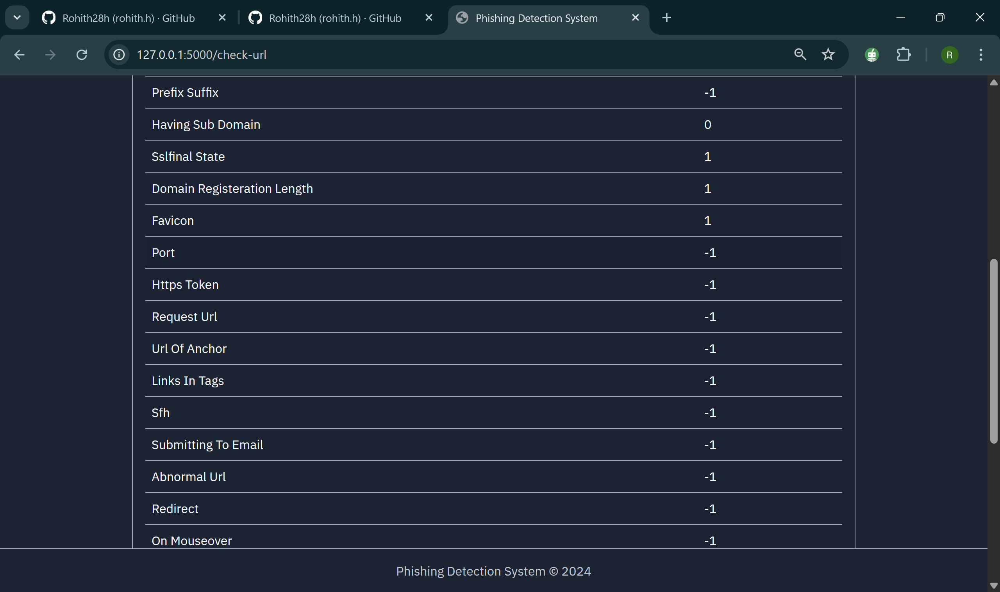 Rohith28h (rohith.h) · GitHub
Rohith28h (rohith.h) · GitHub
Phishing Detection System
127.0.0.1:5000/check-url
R
Prefix Suffix -1
Having Sub Domain 0
Sslfinal State 1
Domain Registeration Length 1
Favicon 1
Port -1
Https Token -1
Request Url -1
Url Of Anchor -1
Links In Tags -1
Sfh -1
Submitting To Email -1
Abnormal Url -1
Redirect -1
On Mouseover -1
Phishing Detection System © 2024